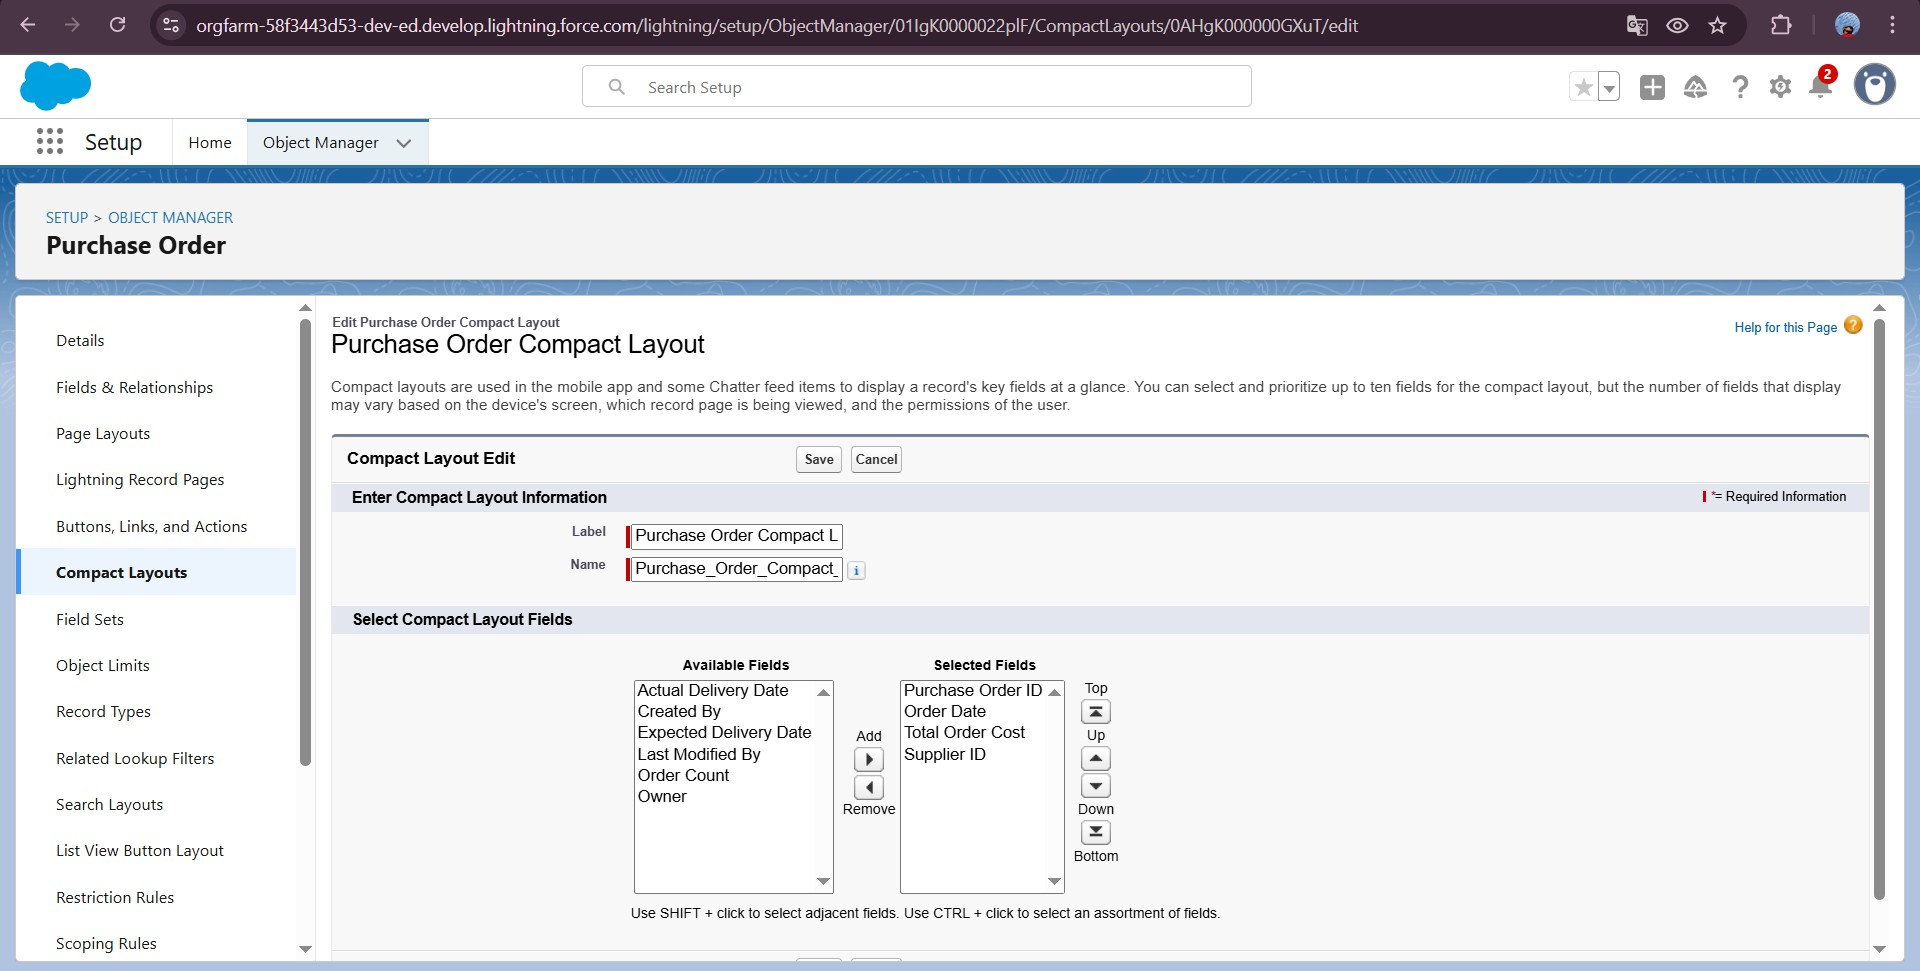 orgfarm-58f3443d53-dev-ed.develop.lightning.force.com/lightning/setup/ObjectManager/01IgK0000022plF/CompactLayouts/0AHgK000000GXuT/edit
Search Setup
2
Setup
Home
Object Manager
SETUP > OBJECT MANAGER
Purchase Order
Details
Fields & Relationships
Page Layouts
Lightning Record Pages
Buttons, Links, and Actions
Compact Layouts
Field Sets
Object Limits
Record Types
Related Lookup Filters
Search Layouts
List View Button Layout
Restriction Rules
Scoping Rules
Edit Purchase Order Compact Layout
Purchase Order Compact Layout
Help for this Page ?
Compact layouts are used in the mobile app and some Chatter feed items to display a record's key fields at a glance. You can select and prioritize up to ten fields for the compact layout, but the number of fields that display
may vary based on the device's screen, which record page is being viewed, and the permissions of the user.
Compact Layout Edit
Save
Cancel
Enter Compact Layout Information
*= Required Information
Label
Purchase Order Compact L
Name
Purchase_Order_Compact_
i
Select Compact Layout Fields
Available Fields
Actual Delivery Date
Created By
Expected Delivery Date
Last Modified By
Order Count
Owner
Add
Remove
Selected Fields
Purchase Order ID
Order Date
Total Order Cost
Supplier ID
Top
Up
Down
Bottom
Use SHIFT + click to select adjacent fields. Use CTRL + click to select an assortment of fields.